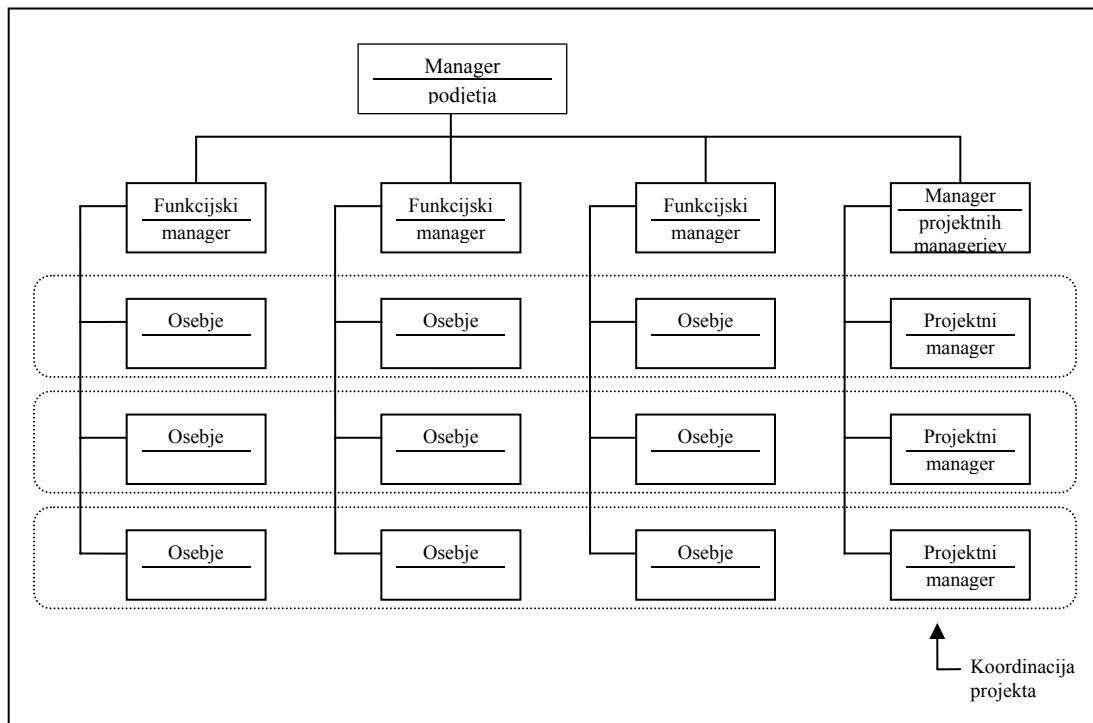 Manager
podjetja
Funkcijski
manager
Funkcijski
manager
Funkcijski
manager
Manager
projektnih
managerjev
Osebje
Osebje
Osebje
Projektni
manager
Osebje
Osebje
Osebje
Projektni
manager
Osebje
Osebje
Osebje
Projektni
manager
Koordinacija
projekta